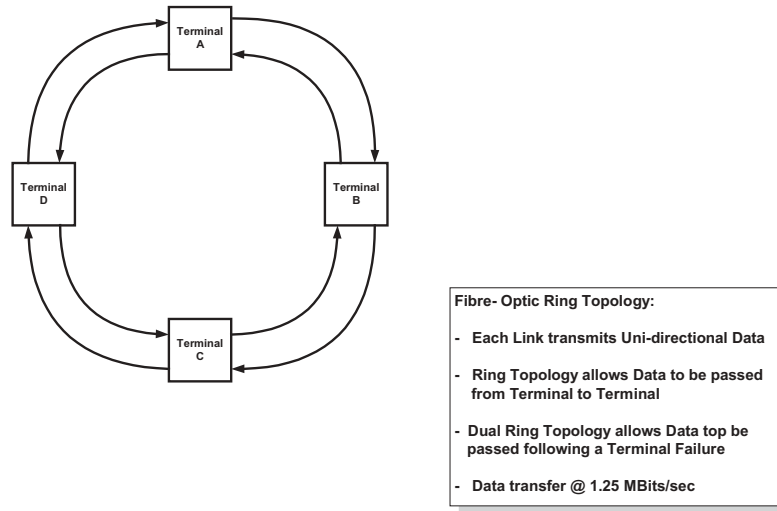 Terminal
A
Terminal
D
Terminal
B
Terminal
C
Fibre- Optic Ring Topology:
- Each Link transmits Uni-directional Data
- Ring Topology allows Data to be passed
from Terminal to Terminal
- Dual Ring Topology allows Data top be
passed following a Terminal Failure
- Data transfer @ 1.25 MBits/sec